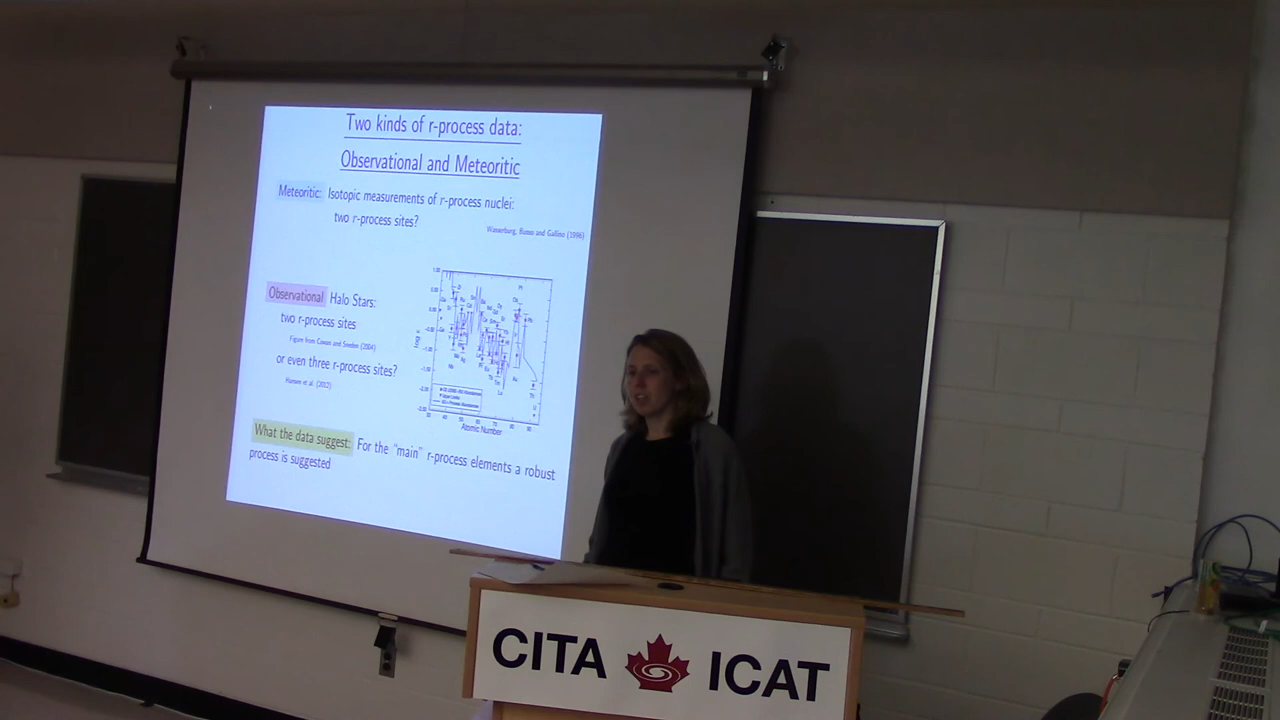 Two kinds of r-process data:
Observational and Meteoritic
Meteoritic: Isotopic measurements of r-process nuclei:
two r-process sites?
Wasserburg, Busso and Gallino (1996)
Observational Halo Stars:
two r-process sites
Figure from Cowan and Sneden (2004)
or even three r-process sites?
Hansen et al. (2012)
Atomic Number
What the data suggest: For the "main" r-process elements a robust
process is suggested
CITA ICAT